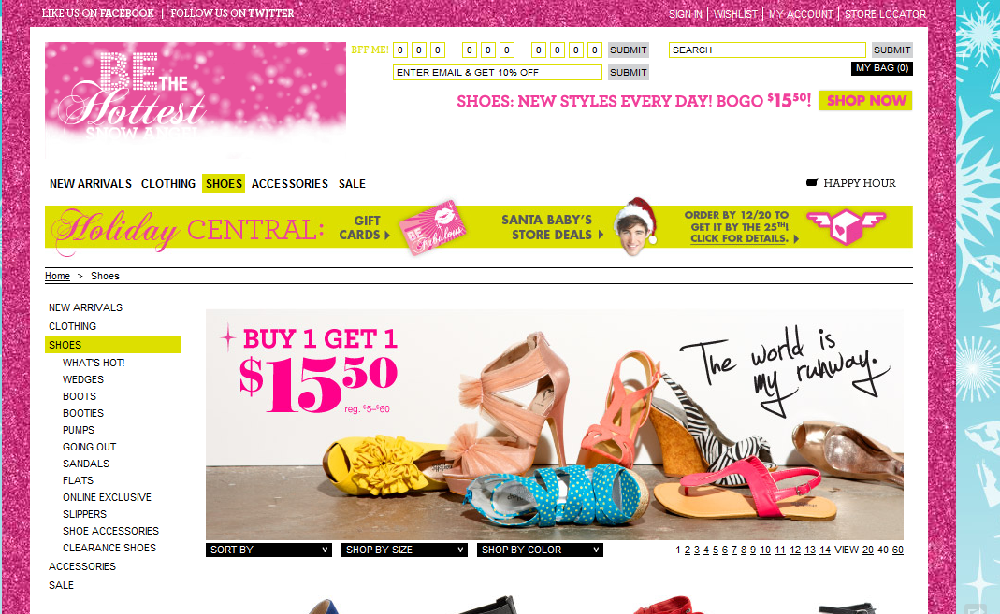 LIKE US ON FACEBOOK | FOLLOW US ON TWITTER
SIGN IN | WISHLIST | MY ACCOUNT | STORE LOCATOR
BE THE
Hottest
SNOW ANGEL
BFF ME! 0 0 0 0 0 0 0 0 0 0 SUBMIT
SEARCH SUBMIT
ENTER EMAIL & GET 10% OFF SUBMIT
MY BAG (0)
SHOES: NEW STYLES EVERY DAY! BOGO $1550! SHOP NOW
NEW ARRIVALS CLOTHING SHOES ACCESSORIES SALE
HAPPY HOUR
Holiday CENTRAL:
GIFT
CARDS
BE
Fabulous
SANTA BABY'S
STORE DEALS
ORDER BY 12/20 TO
GET IT BY THE 25TH!
CLICK FOR DETAILS.
Home > Shoes
NEW ARRIVALS
CLOTHING
SHOES
WHAT'S HOT!
WEDGES
BOOTS
BOOTIES
PUMPS
GOING OUT
SANDALS
FLATS
ONLINE EXCLUSIVE
SLIPPERS
SHOE ACCESSORIES
CLEARANCE SHOES
ACCESSORIES
SALE
BUY 1 GET 1
$1550
reg. $5–$60
The world is
my runway.
SORT BY v SHOP BY SIZE v SHOP BY COLOR v
1 2 3 4 5 6 7 8 9 10 11 12 13 14 VIEW 20 40 60